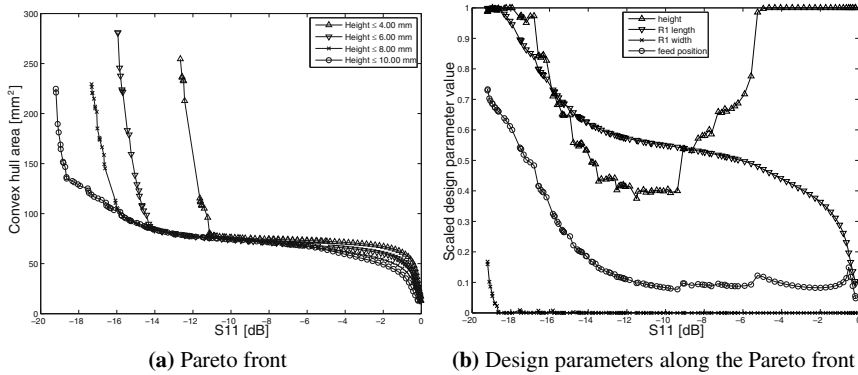 300
250
200
150
100
50
0
Convex hull area [mm²]
−20 −18 −16 −14 −12 −10 −8 −6 −4 −2 0
S11 [dB]
Height ≤ 4.00 mm
Height ≤ 6.00 mm
Height ≤ 8.00 mm
Height ≤ 10.00 mm
(a) Pareto front
1
0.9
0.8
0.7
0.6
0.5
0.4
0.3
0.2
0.1
0
Scaled design parameter value
−20 −18 −16 −14 −12 −10 −8 −6 −4 −2 0
S11 [dB]
height
R1 length
R1 width
feed position
(b) Design parameters along the Pareto front